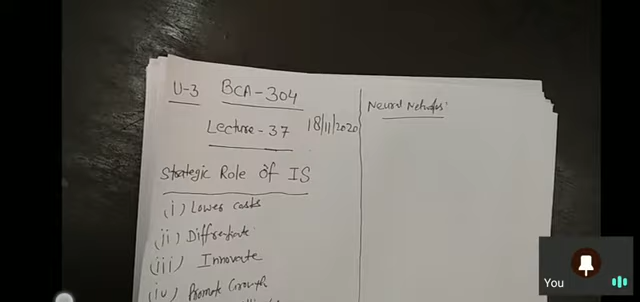 U-3 BCA-304
Lecture-37 18/11/2020
Strategic Role of IS
(i) Lower costs
(ii) Differentiate
(iii) Innovate
(iv) Promote Growth
Neural Networks
You